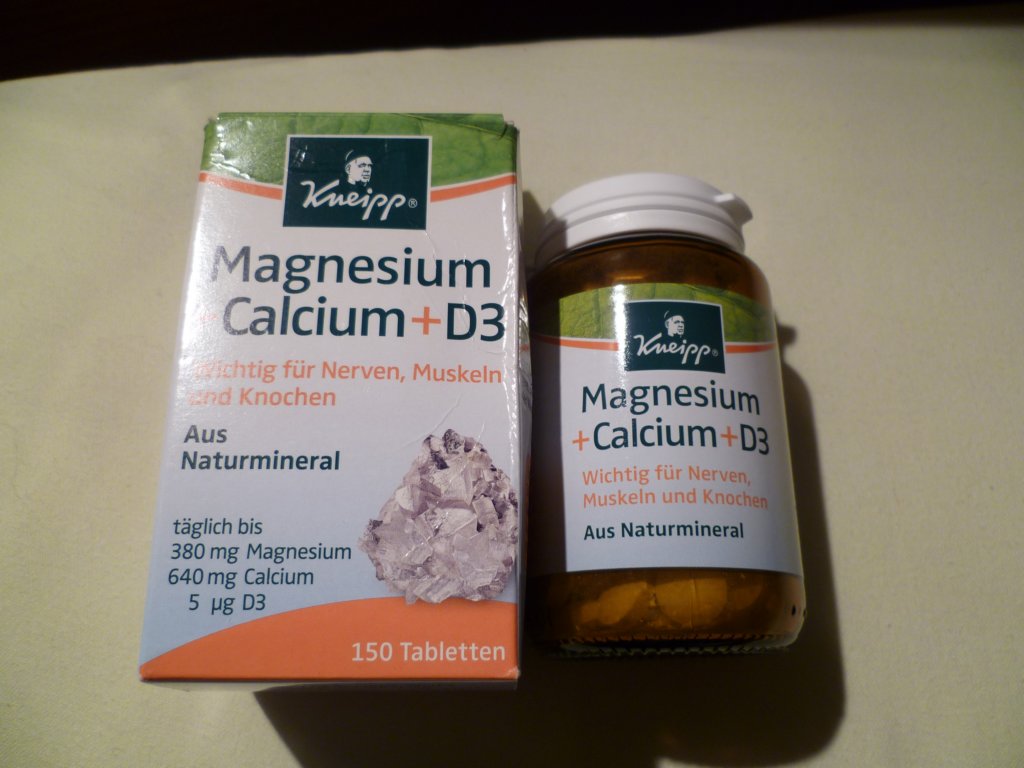 Kneipp®
Magnesium
+Calcium+D3
Wichtig für Nerven, Muskeln
und Knochen
Aus
Naturmineral
täglich bis
380 mg Magnesium
640 mg Calcium
5 µg D3
150 Tabletten
Kneipp®
Magnesium
+Calcium+D3
Wichtig für Nerven,
Muskeln und Knochen
Aus Naturmineral